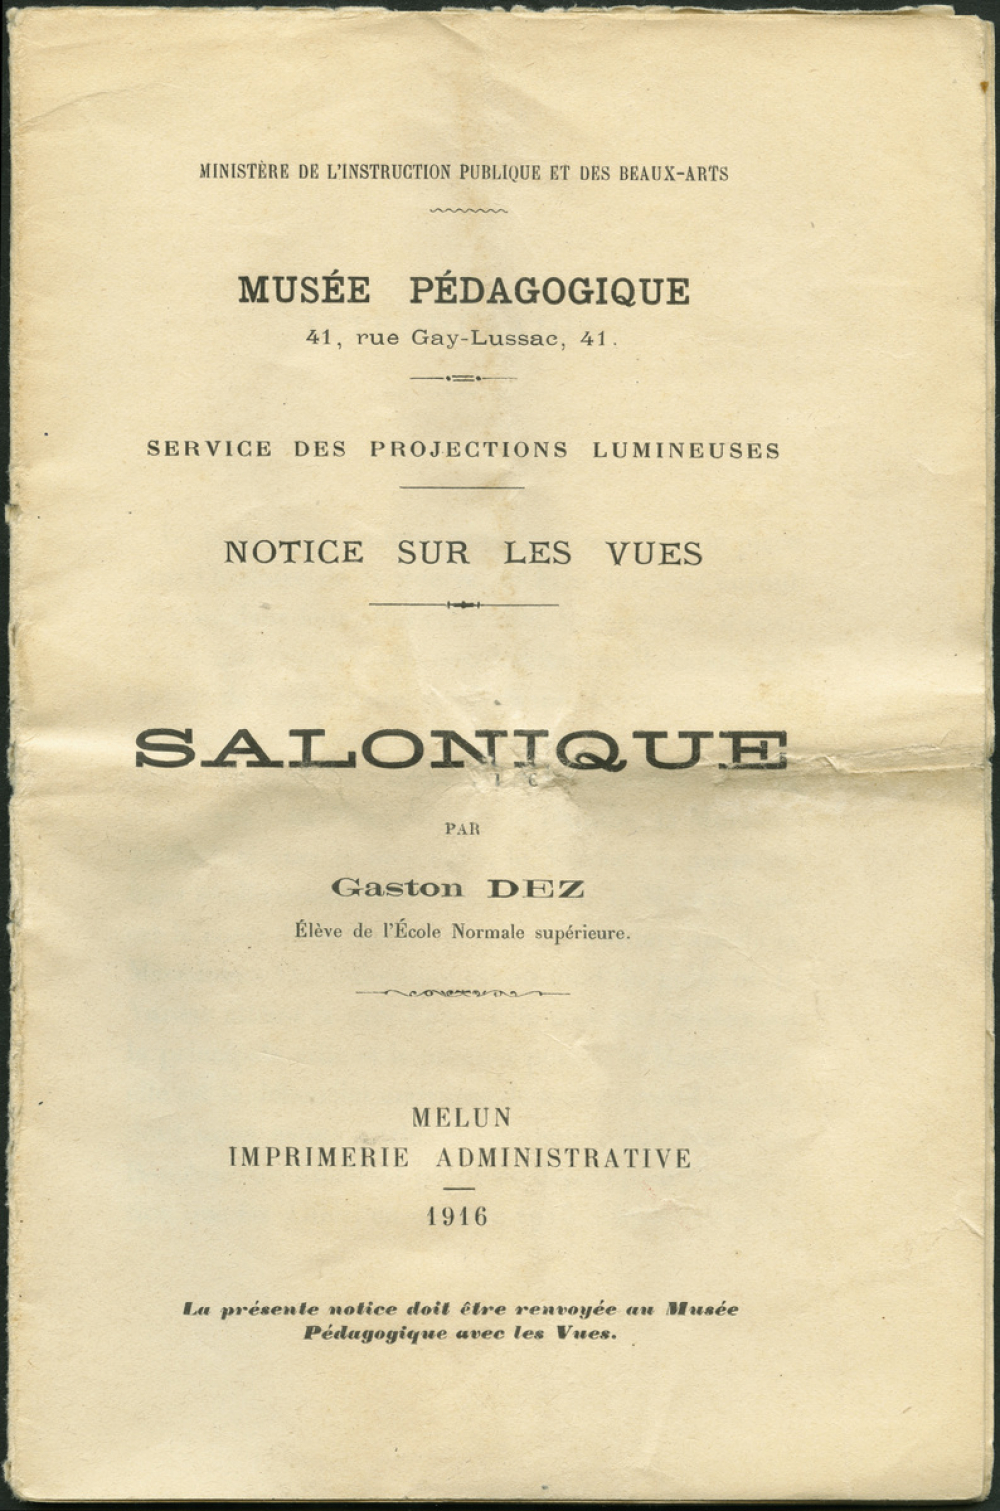 MINISTÈRE DE L'INSTRUCTION PUBLIQUE ET DES BEAUX-ARTS
MUSÉE PÉDAGOGIQUE
41, rue Gay-Lussac, 41.
SERVICE DES PROJECTIONS LUMINEUSES
NOTICE SUR LES VUES
SALONIQUE
PAR
Gaston DEZ
Élève de l'École Normale supérieure.
MELUN
IMPRIMERIE ADMINISTRATIVE
1916
La présente notice doit être renvoyée au Musée
Pédagogique avec les Vues.